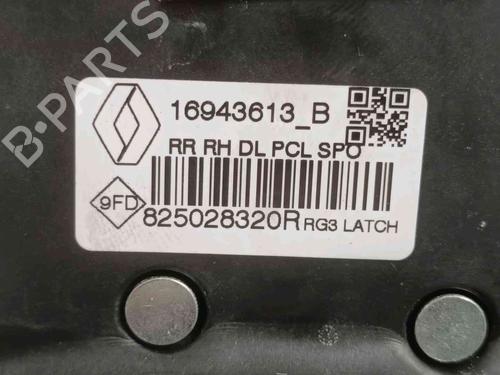 B-PARTS
16943613_B
RR RH DL PCL SPO
9FD
825028320R RG3 LATCH